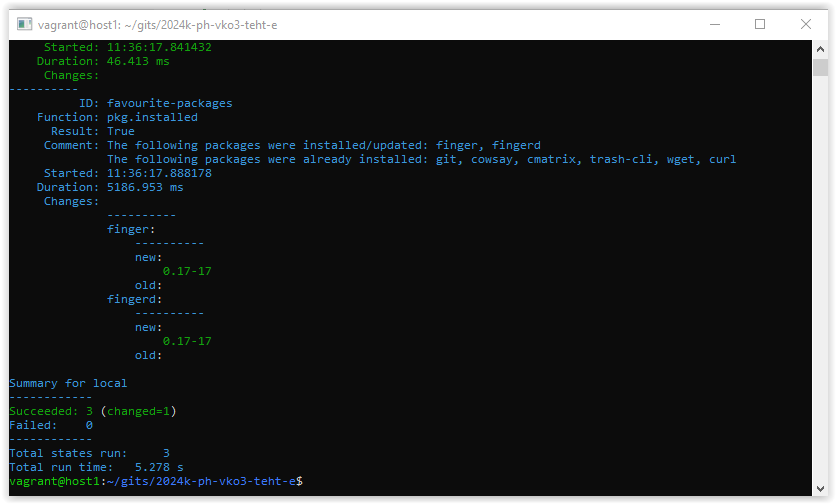 vagrant@host1: ~/gits/2024k-ph-vko3-teht-e
     Started: 11:36:17.841432
    Duration: 46.413 ms
     Changes:
----------
          ID: favourite-packages
    Function: pkg.installed
      Result: True
     Comment: The following packages were installed/updated: finger, fingerd
              The following packages were already installed: git, cowsay, cmatrix, trash-cli, wget, curl
     Started: 11:36:17.888178
    Duration: 5186.953 ms
     Changes:
              ----------
              finger:
                  ----------
                  new:
                      0.17-17
                  old:
              fingerd:
                  ----------
                  new:
                      0.17-17
                  old:

Summary for local
------------
Succeeded: 3 (changed=1)
Failed:    0
------------
Total states run:     3
Total run time:   5.278 s
vagrant@host1:~/gits/2024k-ph-vko3-teht-e$